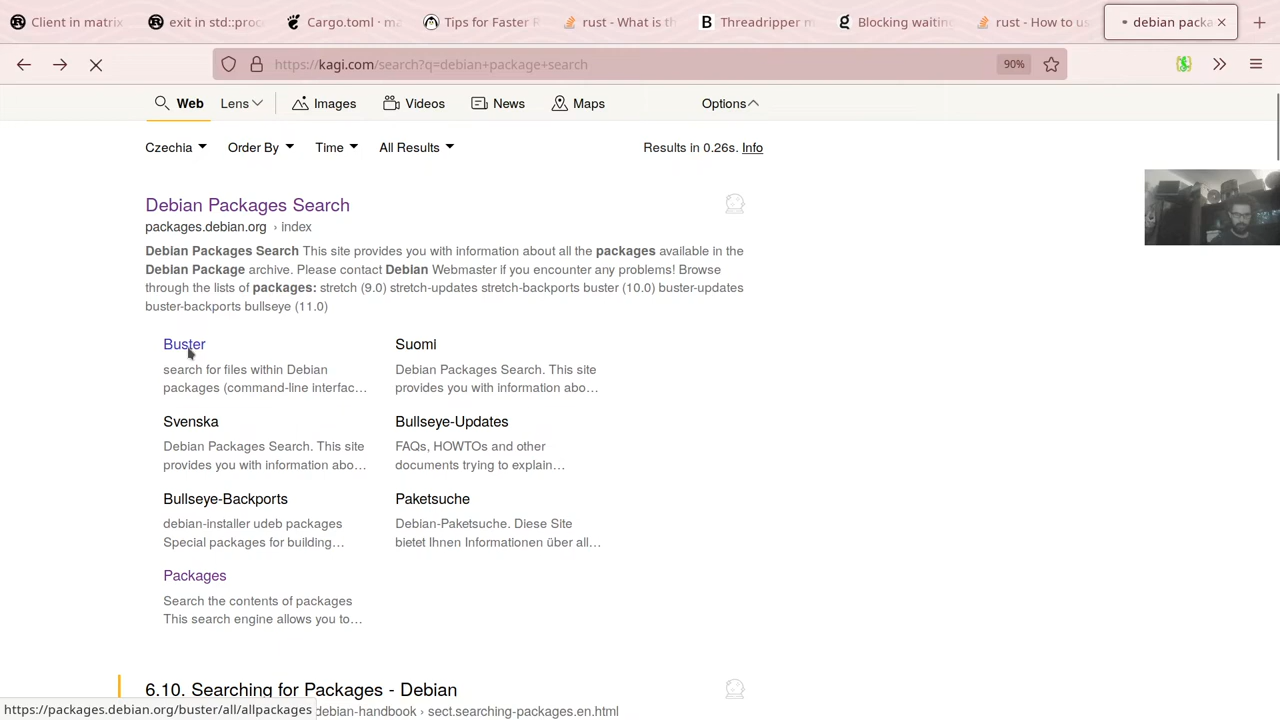 Client in matrix
exit in std::proc
Cargo.toml · ma
Tips for Faster R
rust - What is th
Threadripper m
Blocking waitin
rust - How to us
debian packa
https://kagi.com/search?q=debian+package+search
90%
Web
Lens
Images
Videos
News
Maps
Options
Czechia
Order By
Time
All Results
Results in 0.26s. Info
Debian Packages Search
packages.debian.org › index
Debian Packages Search This site provides you with information about all the packages available in the
Debian Package archive. Please contact Debian Webmaster if you encounter any problems! Browse
through the lists of packages: stretch (9.0) stretch-updates stretch-backports buster (10.0) buster-updates
buster-backports bullseye (11.0)
Buster
search for files within Debian
packages (command-line interfac…
Suomi
Debian Packages Search. This site
provides you with information abo…
Svenska
Debian Packages Search. This site
provides you with information abo…
Bullseye-Updates
FAQs, HOWTOs and other
documents trying to explain…
Bullseye-Backports
debian-installer udeb packages
Special packages for building…
Paketsuche
Debian-Paketsuche. Diese Site
bietet Ihnen Informationen über all…
Packages
Search the contents of packages
This search engine allows you to…
6.10. Searching for Packages - Debian
debian-handbook › sect.searching-packages.en.html
https://packages.debian.org/buster/all/allpackages